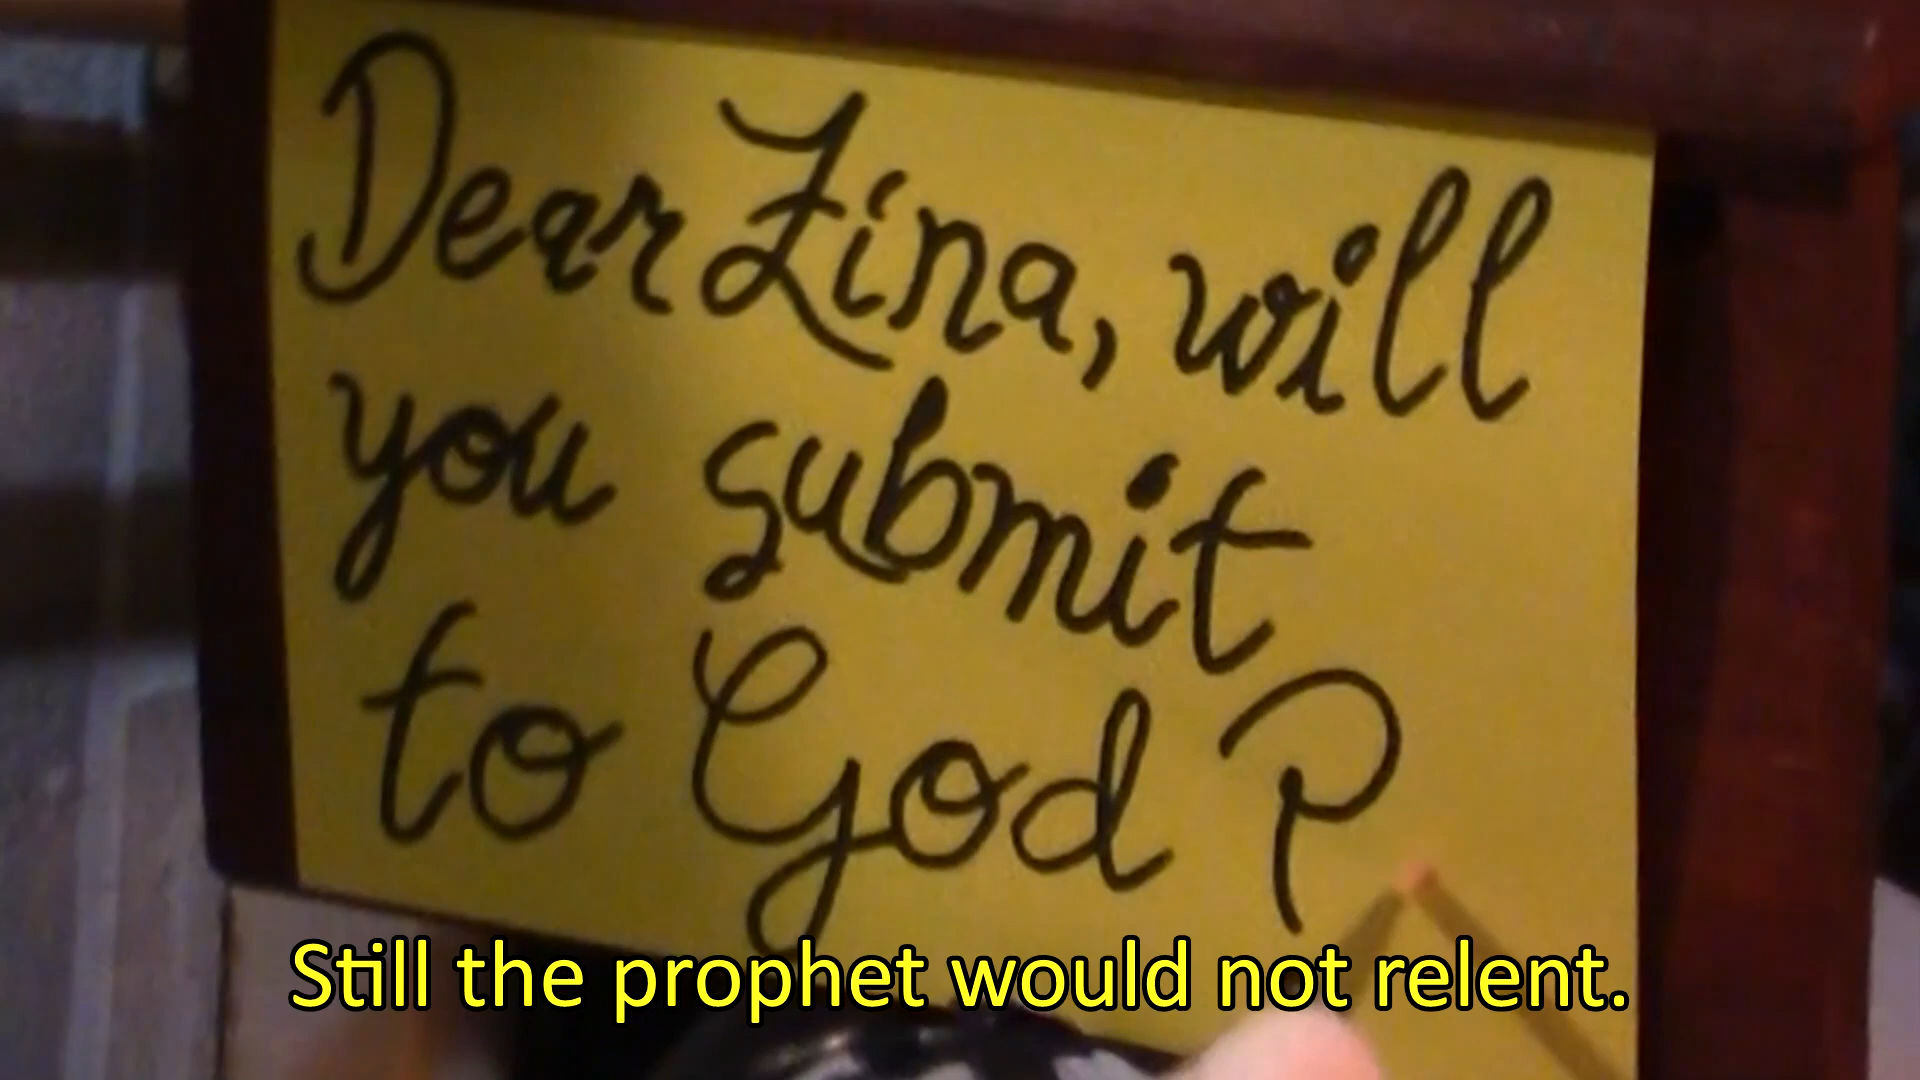 Dear Zina, will
you submit
to God?
Still the prophet would not relent.